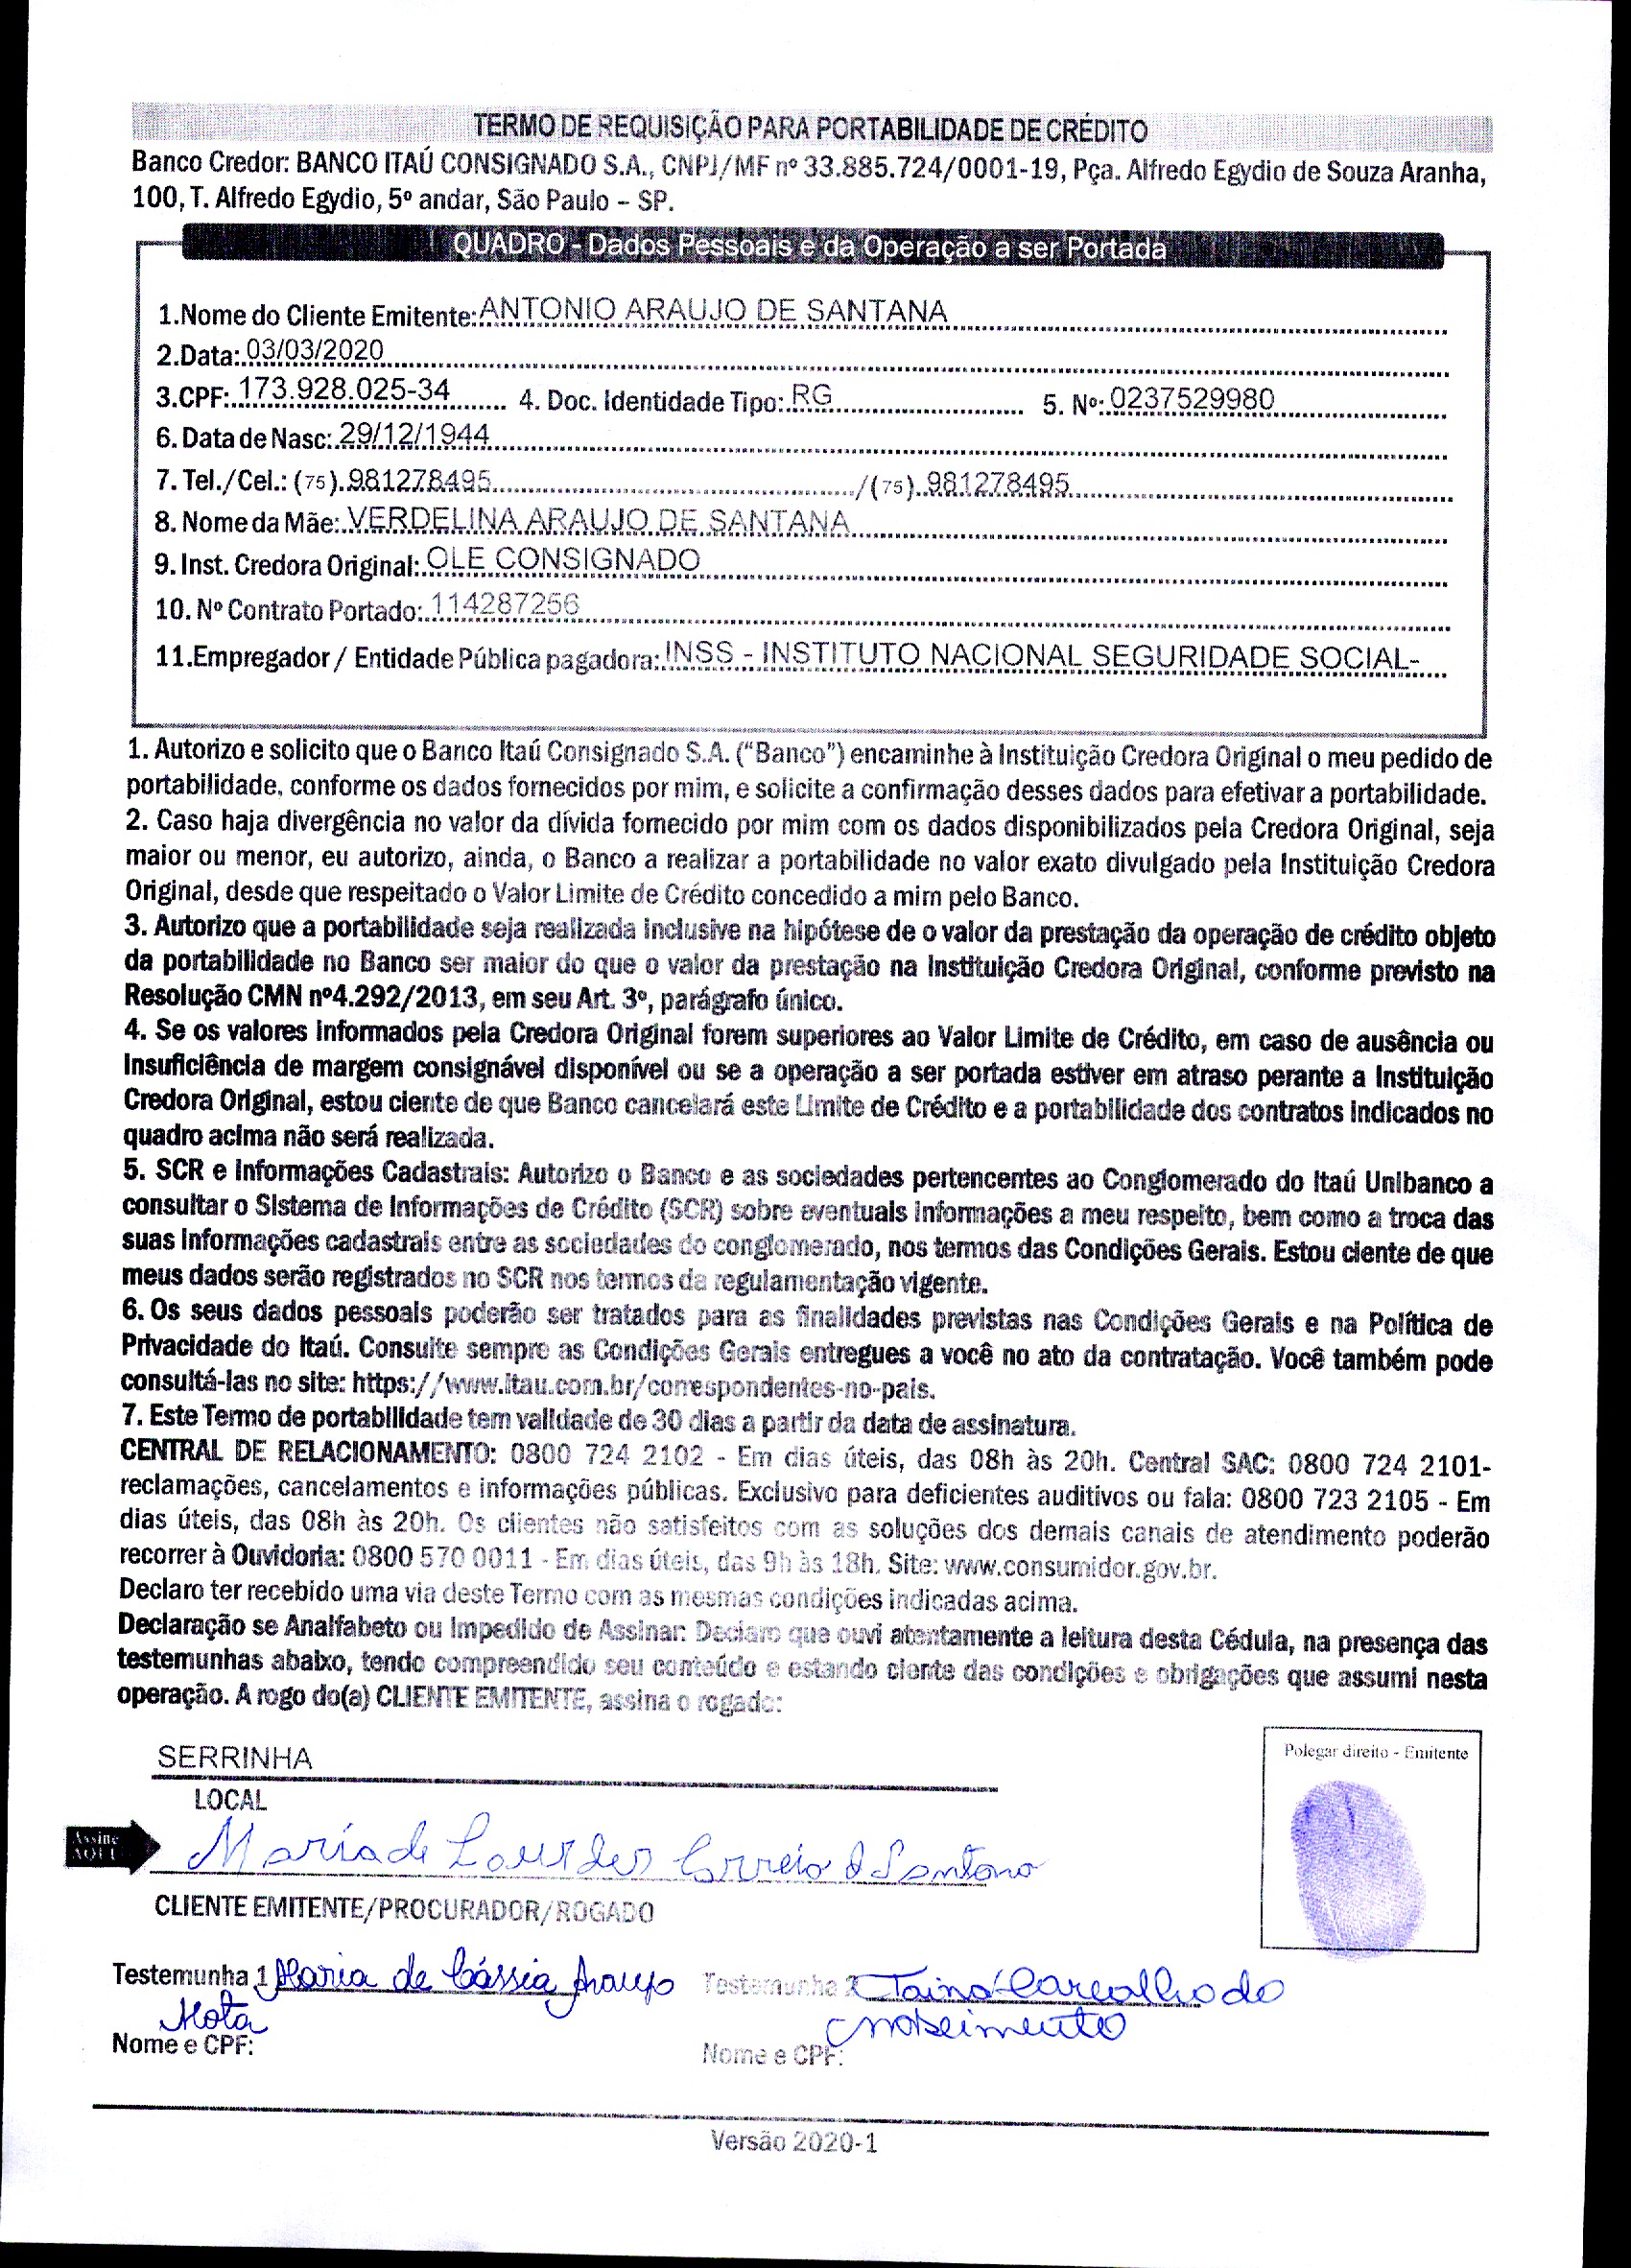 TERMO DE REQUISIÇÃO PARA PORTABILIDADE DE CRÉDITO
Banco Credor: BANCO ITAÚ CONSIGNADO S.A., CNPJ/MF nº 33.885.724/0001-19, Pça. Alfredo Egydio de Souza Aranha,
100, T. Alfredo Egydio, 5º andar, São Paulo – SP.
QUADRO - Dados Pessoais e da Operação a ser Portada
1.Nome do Cliente Emitente: ANTONIO ARAUJO DE SANTANA
2.Data: 03/03/2020
3.CPF: 173.928.025-34 4. Doc. Identidade Tipo: RG 5. Nº: 0237529980
6. Data de Nasc: 29/12/1944
7. Tel./Cel.: (75) 981278495 /(75) 981278495
8. Nome da Mãe: VERDELINA ARAUJO DE SANTANA
9. Inst. Credora Original: OLE CONSIGNADO
10. Nº Contrato Portado: 114287256
11.Empregador / Entidade Pública pagadora: INSS - INSTITUTO NACIONAL SEGURIDADE SOCIAL-
1. Autorizo e solicito que o Banco Itaú Consignado S.A. (“Banco”) encaminhe à Instituição Credora Original o meu pedido de
portabilidade, conforme os dados fornecidos por mim, e solicite a confirmação desses dados para efetivar a portabilidade.
2. Caso haja divergência no valor da dívida fornecido por mim com os dados disponibilizados pela Credora Original, seja
maior ou menor, eu autorizo, ainda, o Banco a realizar a portabilidade no valor exato divulgado pela Instituição Credora
Original, desde que respeitado o Valor Limite de Crédito concedido a mim pelo Banco.
3. Autorizo que a portabilidade seja realizada inclusive na hipótese de o valor da prestação da operação de crédito objeto
da portabilidade no Banco ser maior do que o valor da prestação na Instituição Credora Original, conforme previsto na
Resolução CMN nº4.292/2013, em seu Art. 3º, parágrafo único.
4. Se os valores informados pela Credora Original forem superiores ao Valor Limite de Crédito, em caso de ausência ou
Insuficiência de margem consignável disponível ou se a operação a ser portada estiver em atraso perante a Instituição
Credora Original, estou ciente de que Banco cancelará este Limite de Crédito e a portabilidade dos contratos indicados no
quadro acima não será realizada.
5. SCR e Informações Cadastrais: Autorizo o Banco e as sociedades pertencentes ao Conglomerado do Itaú Unibanco a
consultar o Sistema de Informações de Crédito (SCR) sobre eventuais informações a meu respeito, bem como a troca das
suas informações cadastrais entre as sociedades do conglomerado, nos termos das Condições Gerais. Estou ciente de que
meus dados serão registrados no SCR nos termos da regulamentação vigente.
6. Os seus dados pessoais poderão ser tratados para as finalidades previstas nas Condições Gerais e na Política de
Privacidade do Itaú. Consulte sempre as Condições Gerais entregues a você no ato da contratação. Você também pode
consultá-las no site: https://www.itau.com.br/correspondentes-no-pais.
7. Este Termo de portabilidade tem validade de 30 dias a partir da data de assinatura.
CENTRAL DE RELACIONAMENTO: 0800 724 2102 - Em dias úteis, das 08h às 20h. Central SAC: 0800 724 2101-
reclamações, cancelamentos e informações públicas. Exclusivo para deficientes auditivos ou fala: 0800 723 2105 - Em
dias úteis, das 08h às 20h. Os clientes não satisfeitos com as soluções dos demais canais de atendimento poderão
recorrer à Ouvidoria: 0800 570 0011 - Em dias úteis, das 9h às 18h. Site: www.consumidor.gov.br.
Declaro ter recebido uma via deste Termo com as mesmas condições indicadas acima.
Declaração se Analfabeto ou Impedido de Assinar: Declaro que ouvi atentamente a leitura desta Cédula, na presença das
testemunhas abaixo, tendo compreendido seu conteúdo e estando ciente das condições e obrigações que assumi nesta
operação. A rogo do(a) CLIENTE EMITENTE, assina o rogado:
SERRINHA
Polegar direito - Emitente
LOCAL
Assine AQUI
Maria de Lourdes Correio d Santana
CLIENTE EMITENTE/PROCURADOR/ROGADO
Testemunha 1 Maria de Cássia Araujo Testemunha 2 Tainá Carvalho do
Mota nascimento
Nome e CPF: Nome e CPF:
Versão 2020-1